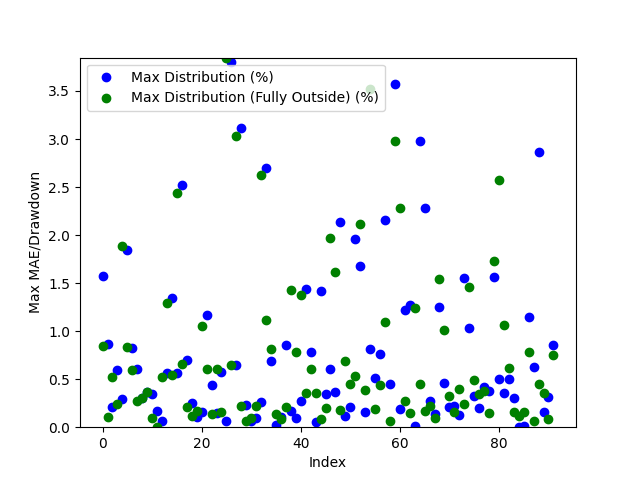 Max Distribution (%)
Max Distribution (Fully Outside) (%)
Max MAE/Drawdown
3.5
3.0
2.5
2.0
1.5
1.0
0.5
0.0
0 20 40 60 80
Index